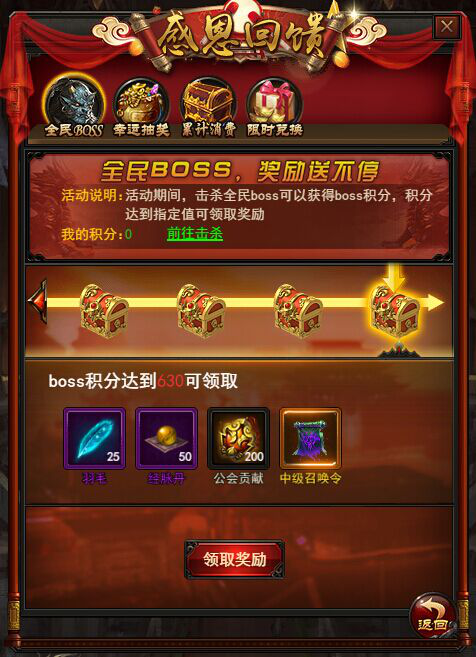 感恩回馈
全民BOSS 幸运抽奖 累计消费 限时兑换
全民BOSS，奖励送不停
活动说明:活动期间，击杀全民boss可以获得boss积分，积分
达到指定值可领取奖励
我的积分:0 前往击杀
boss积分达到630可领取
25 50 200
羽毛 经脉丹 公会贡献 中级召唤令
领取奖励
返回